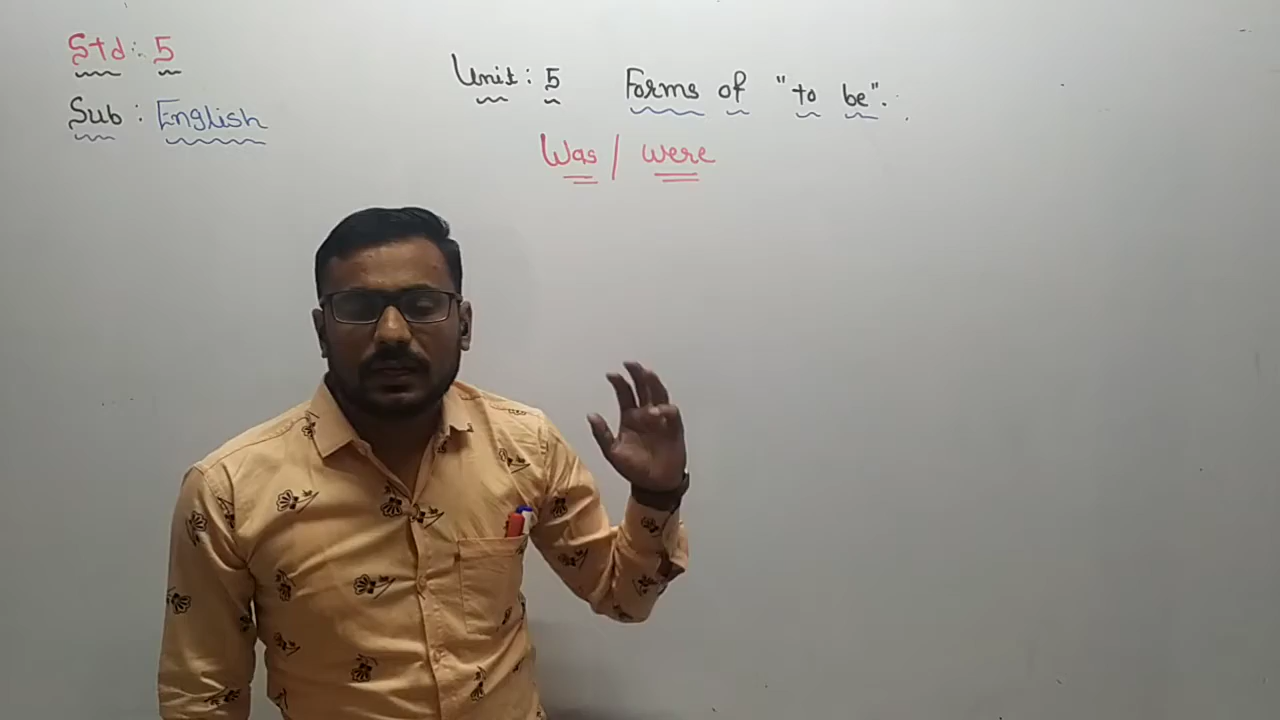 Std : 5
Sub : English
Unit : 5 Forms of "to be".
Was / were